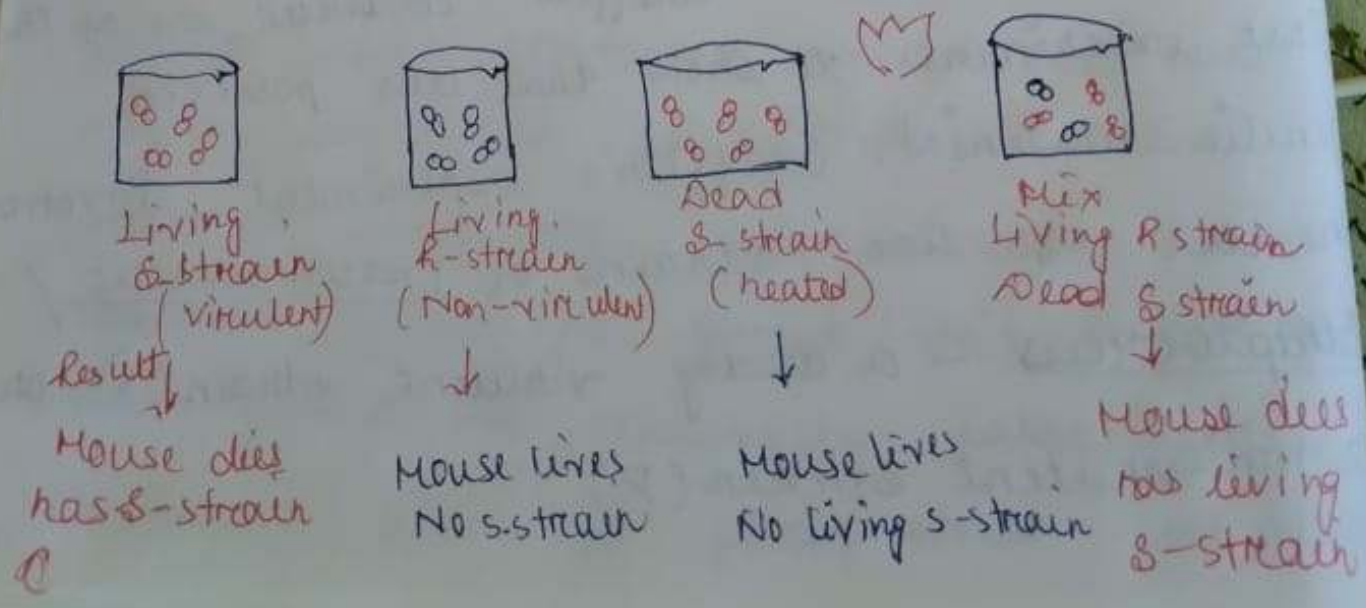 Living
S-strain
(virulent)
Result
Mouse dies
has S-strain
Living
R-strain
(Non-virulent)
Mouse lives
No s.strain
Dead
S-strain
(heated)
Mouse lives
No living s-strain
Mix
Living R strain
Dead S strain
Mouse dies
has living
S-strain